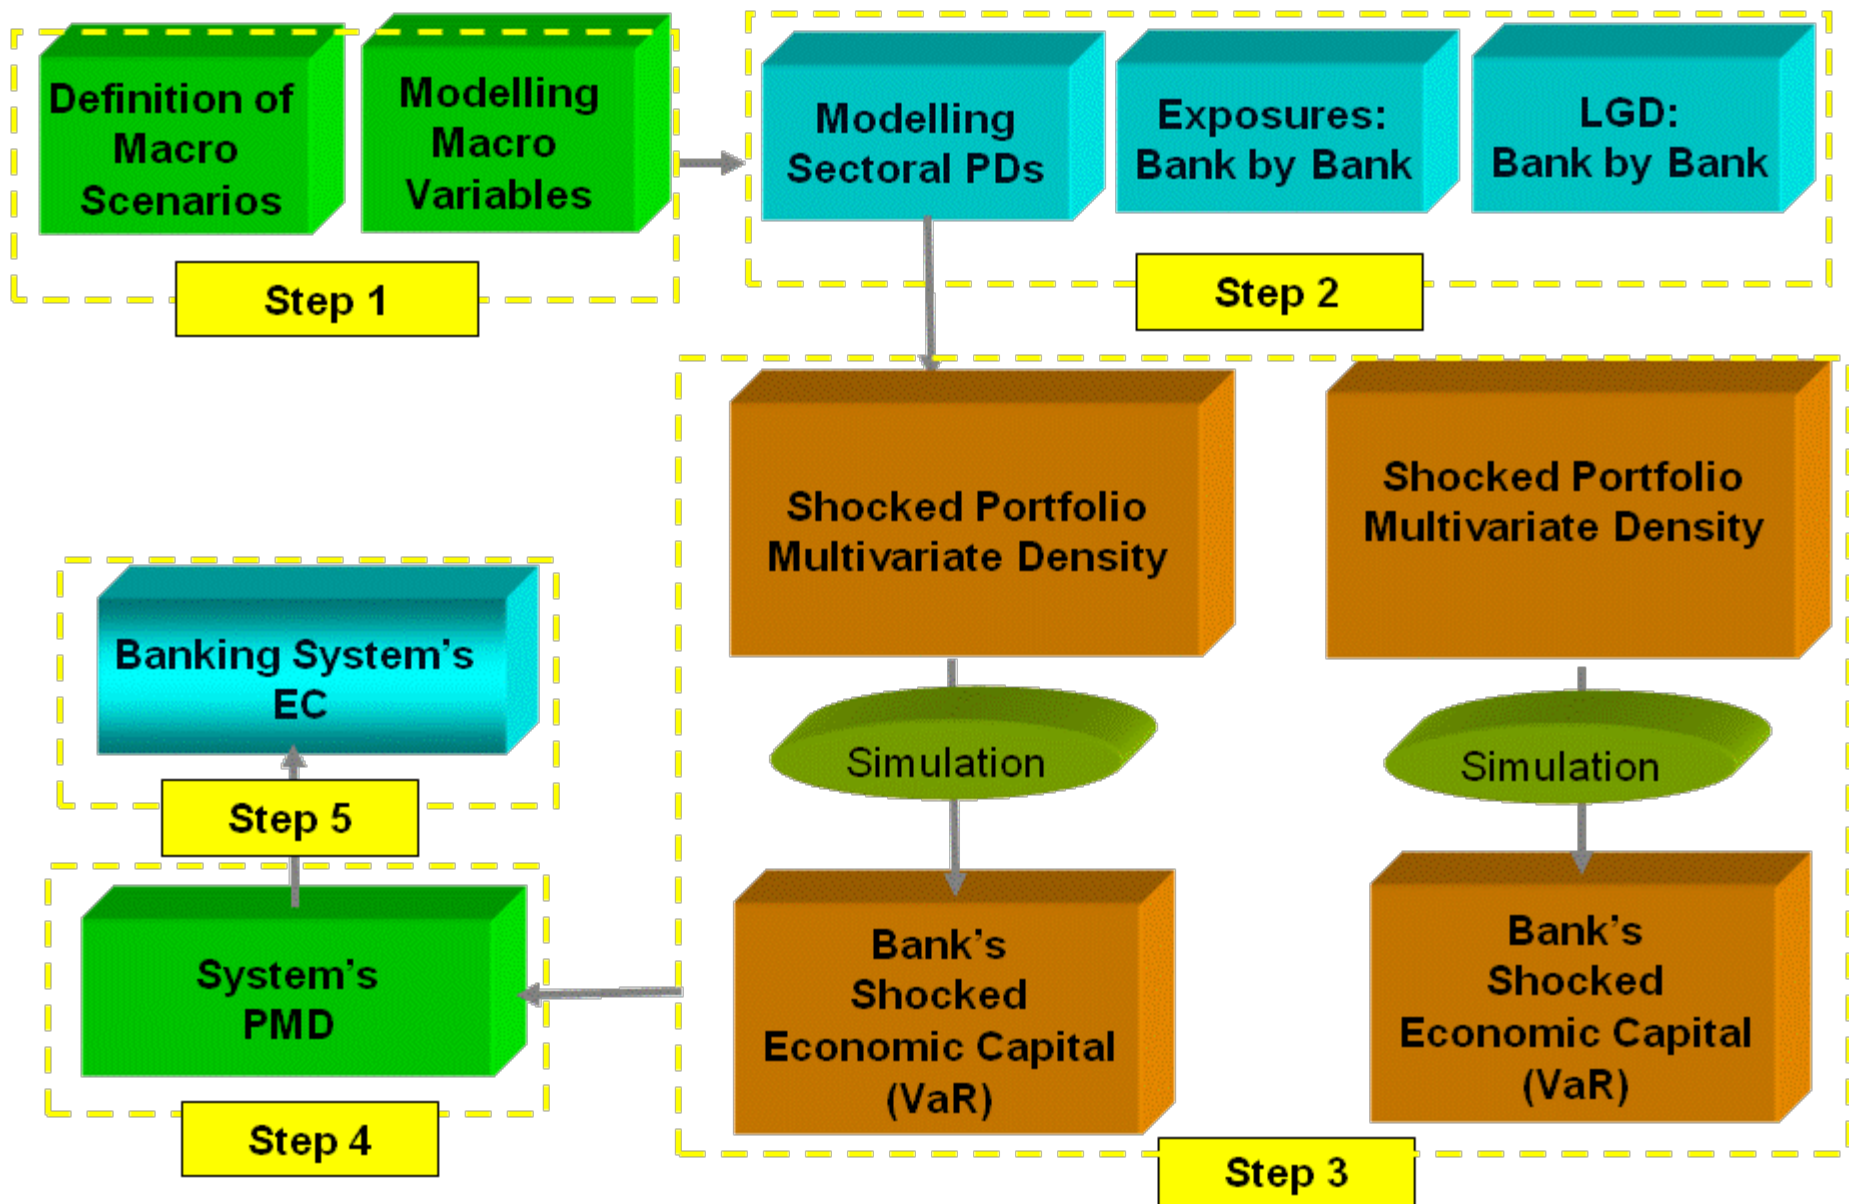 Definition of
Macro
Scenarios
Modelling
Macro
Variables
Step 1
Modelling
Sectoral PDs
Exposures:
Bank by Bank
LGD:
Bank by Bank
Step 2
Shocked Portfolio
Multivariate Density
Shocked Portfolio
Multivariate Density
Simulation
Simulation
Bank’s
Shocked
Economic Capital
(VaR)
Bank’s
Shocked
Economic Capital
(VaR)
Step 3
System’s
PMD
Step 4
Banking System’s
EC
Step 5